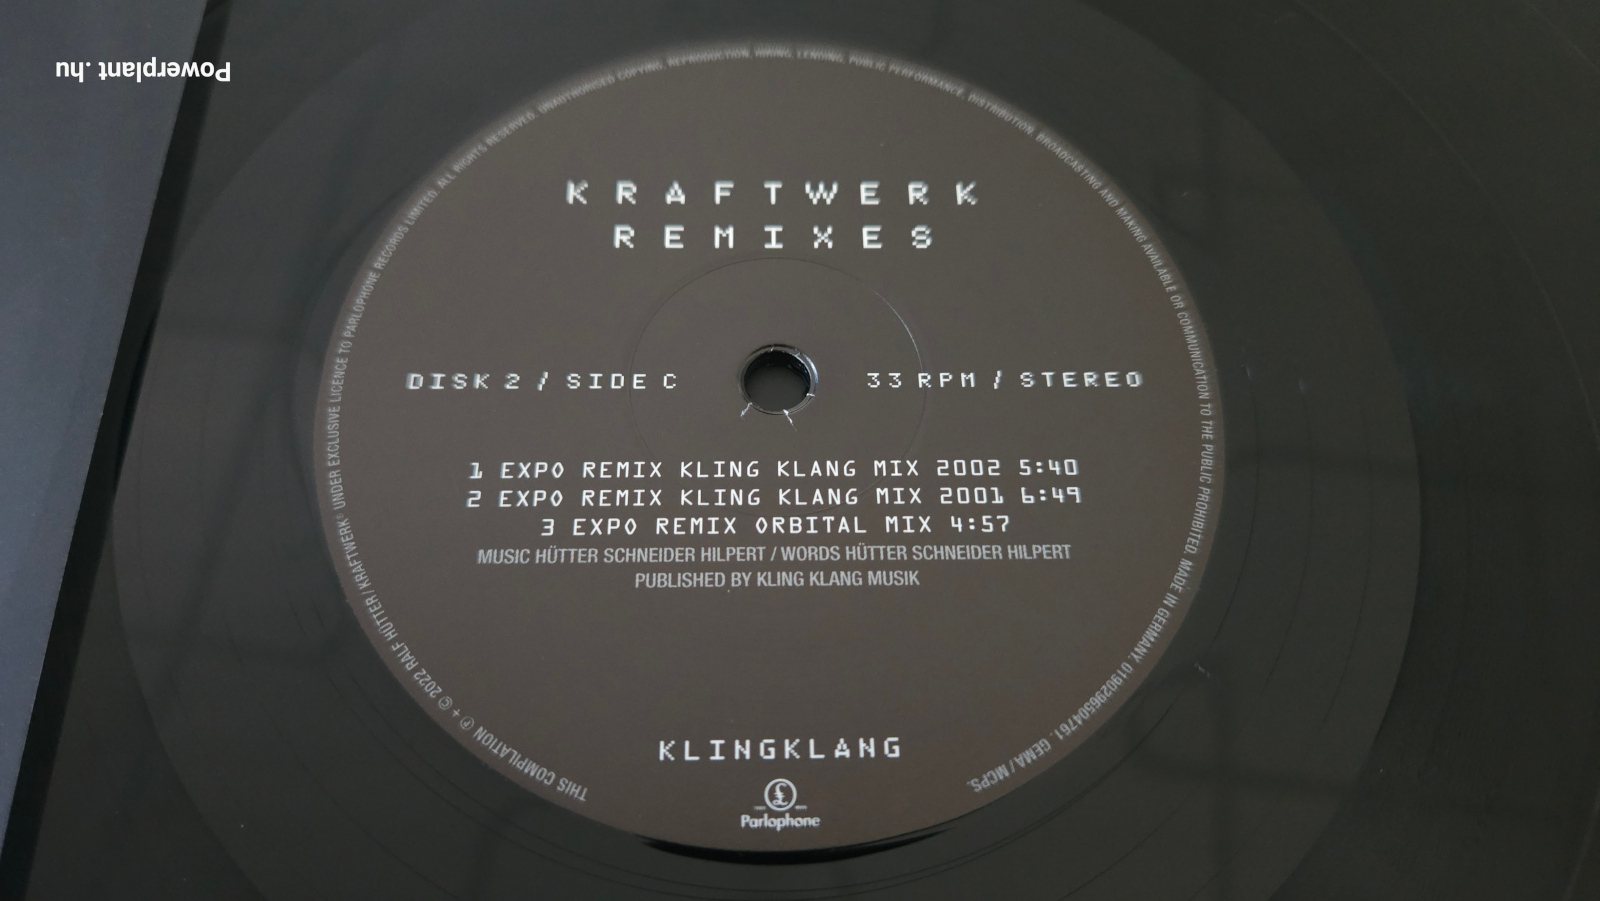 Powerplant .hu
KRAFTWERK
REMIXES
DISK 2 / SIDE C
33 RPM / STEREO
1 EXPO REMIX KLING KLANG MIX 2002 5:40
2 EXPO REMIX KLING KLANG MIX 2001 6:49
3 EXPO REMIX ORBITAL MIX 4:57
MUSIC HÜTTER SCHNEIDER HILPERT / WORDS HÜTTER SCHNEIDER HILPERT
PUBLISHED BY KLING KLANG MUSIK
KLINGKLANG
£
Parlophone
THIS COMPILATION ℗ + © 2022 RALF HÜTTER/KRAFTWERK® UNDER EXCLUSIVE LICENCE TO PARLOPHONE RECORDS LIMITED. ALL RIGHTS RESERVED. UNAUTHORISED COPYING, REPRODUCTION, HIRING, LENDING, PUBLIC PERFORMANCE, DISTRIBUTION, BROADCASTING AND MAKING AVAILABLE OR COMMUNICATION TO THE PUBLIC PROHIBITED. MADE IN GERMANY. 0190296504761. GEMA / MCPS.